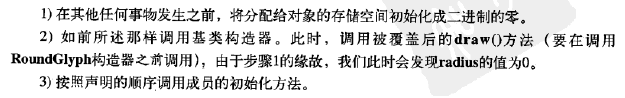 1) 在其他任何事物发生之前，将分配给对象的存储空间初始化成二进制的零。
2) 如前所述那样调用基类构造器。此时，调用被覆盖后的draw()方法（要在调用
RoundGlyph构造器之前调用），由于步骤1的缘故，我们此时会发现radius的值为0。
3) 按照声明的顺序调用成员的初始化方法。